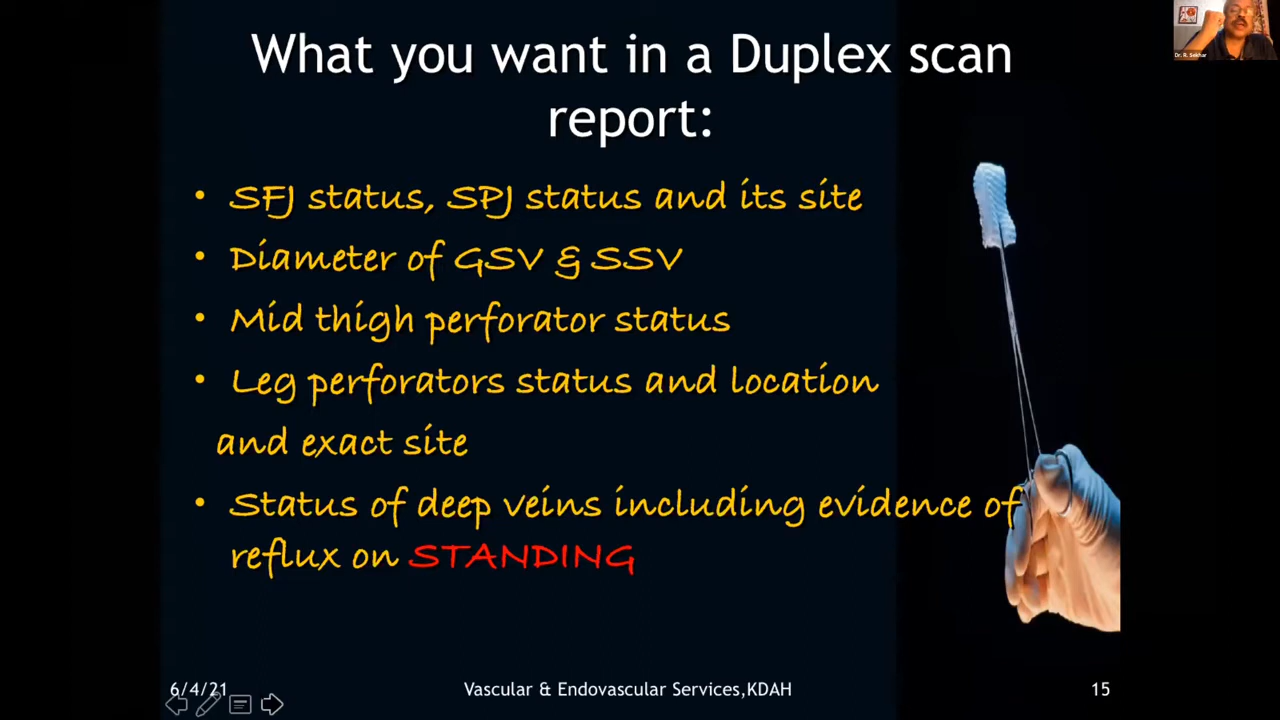 What you want in a Duplex scan
report:
• SFJ status, SPJ status and its site
• Diameter of GSV & SSV
• Mid thigh perforator status
• Leg perforators status and location
and exact site
• Status of deep veins including evidence of
reflux on STANDING
6/4/21
Vascular & Endovascular Services,KDAH
15
Dr. R. Sekhar